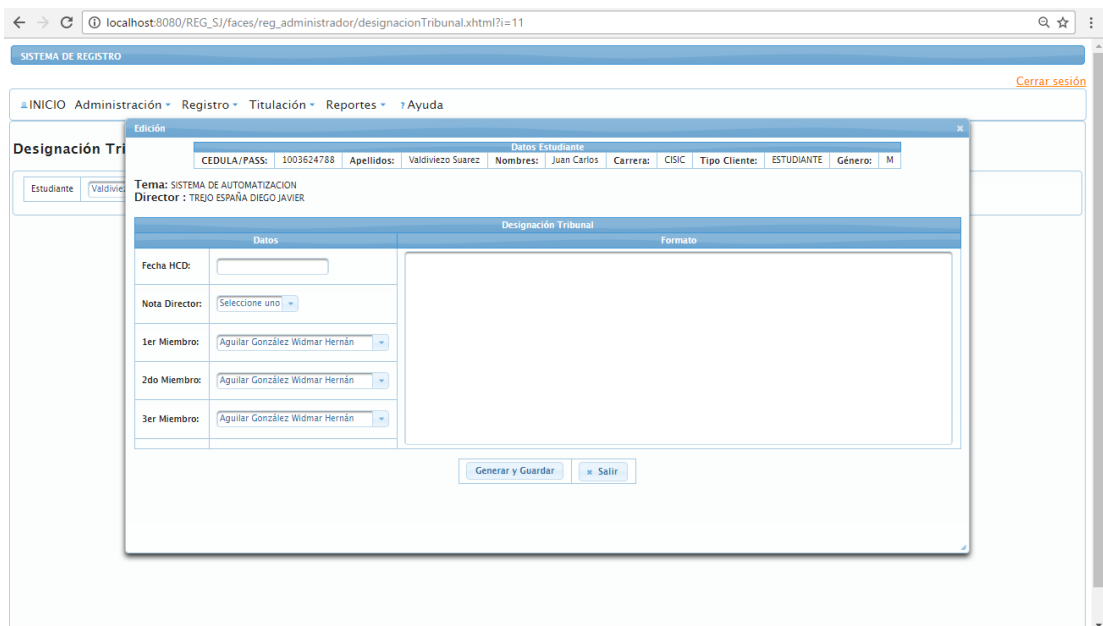 localhost:8080/REG_SJ/faces/reg_administrador/designacionTribunal.xhtml?i=11
SISTEMA DE REGISTRO
Cerrar sesión
INICIO Administración Registro Titulación Reportes ? Ayuda
Edición
Designación Tri
Datos Estudiante
CEDULA/PASS: 1003624788 Apellidos: Valdiviezo Suarez Nombres: Juan Carlos Carrera: CISIC Tipo Cliente: ESTUDIANTE Género: M
Estudiante Valdivie
Tema: SISTEMA DE AUTOMATIZACION
Director : TREJO ESPAÑA DIEGO JAVIER
Designación Tribunal
Datos Formato
Fecha HCD:
Nota Director: Seleccione uno
1er Miembro: Aguilar González Widmar Hernán
2do Miembro: Aguilar González Widmar Hernán
3er Miembro: Aguilar González Widmar Hernán
Generar y Guardar Salir